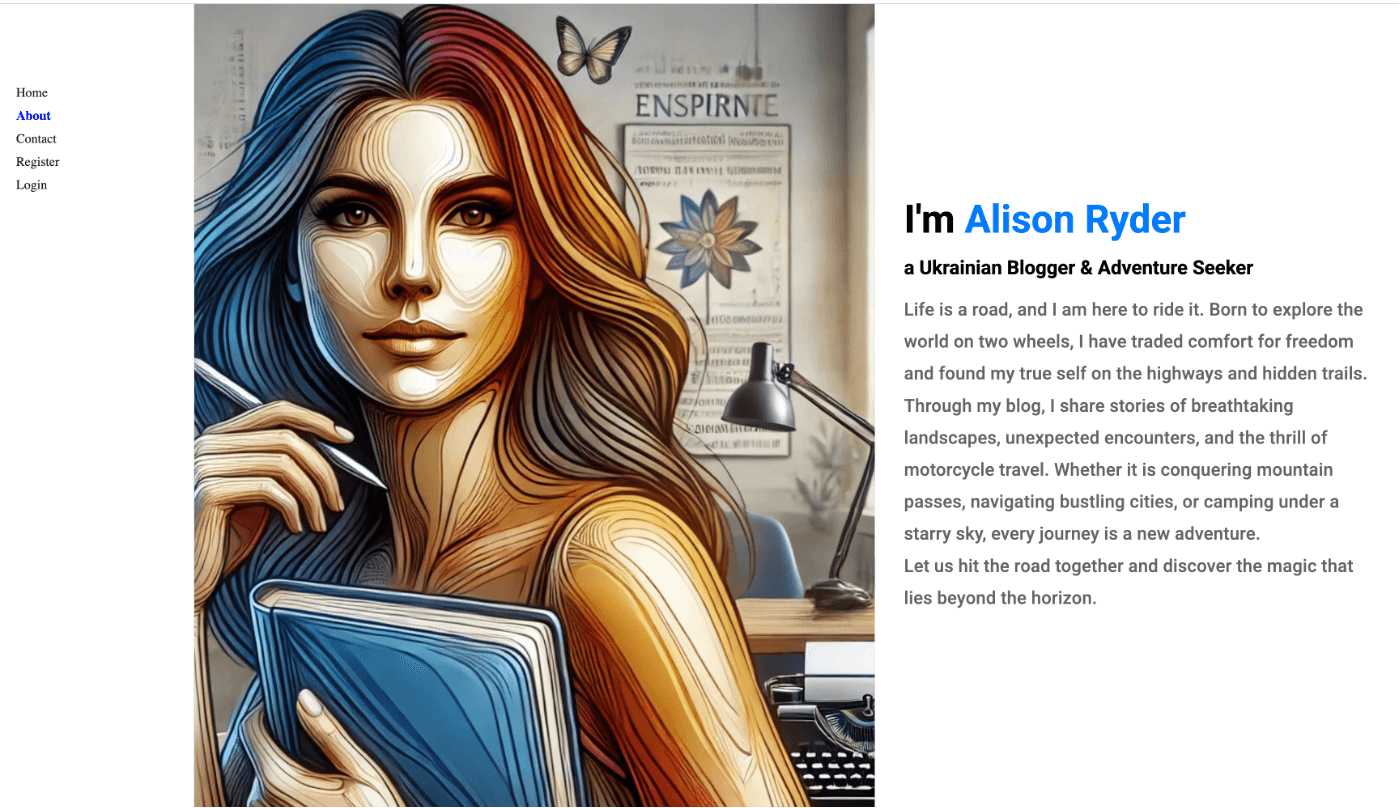 Home
About
Contact
Register
Login
ENSPIRNTE
I'm Alison Ryder
a Ukrainian Blogger & Adventure Seeker
Life is a road, and I am here to ride it. Born to explore the
world on two wheels, I have traded comfort for freedom
and found my true self on the highways and hidden trails.
Through my blog, I share stories of breathtaking
landscapes, unexpected encounters, and the thrill of
motorcycle travel. Whether it is conquering mountain
passes, navigating bustling cities, or camping under a
starry sky, every journey is a new adventure.
Let us hit the road together and discover the magic that
lies beyond the horizon.